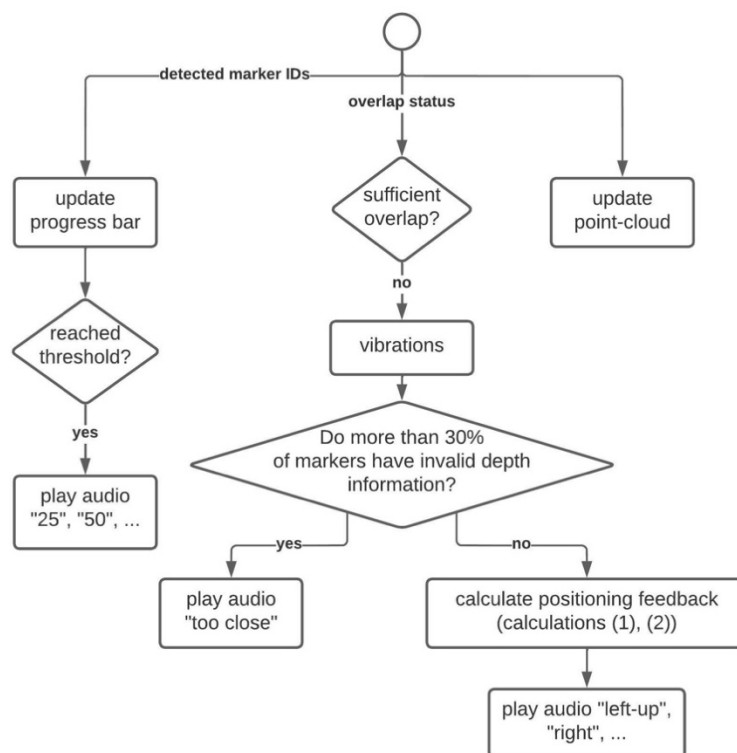 detected marker IDs
overlap status
update
progress bar
sufficient
overlap?
update
point-cloud
no
reached
threshold?
vibrations
yes
Do more than 30%
of markers have invalid depth
information?
play audio
"25", "50", ...
yes
no
play audio
"too close"
calculate positioning feedback
(calculations (1), (2))
play audio "left-up",
"right", ...